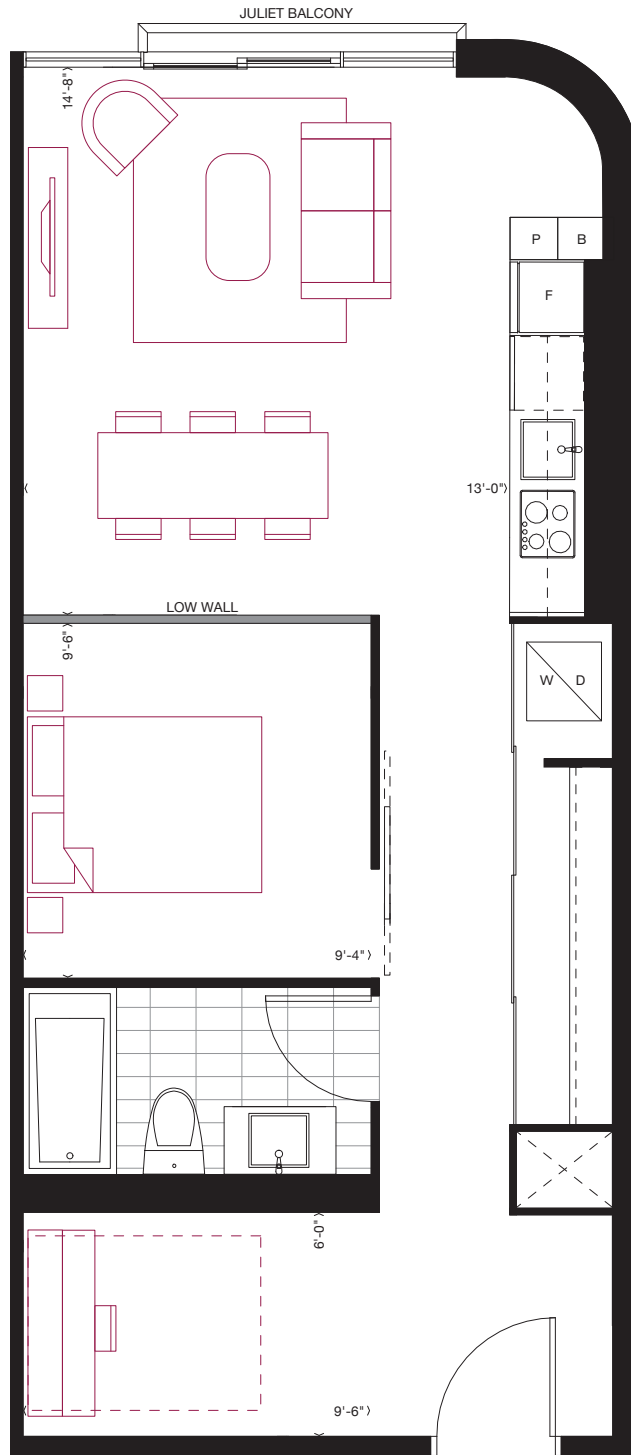 JULIET BALCONY
14'-8"
P
B
F
13'-0"
LOW WALL
9'-6"
W
D
9'-4"
6'-0"
9'-6"